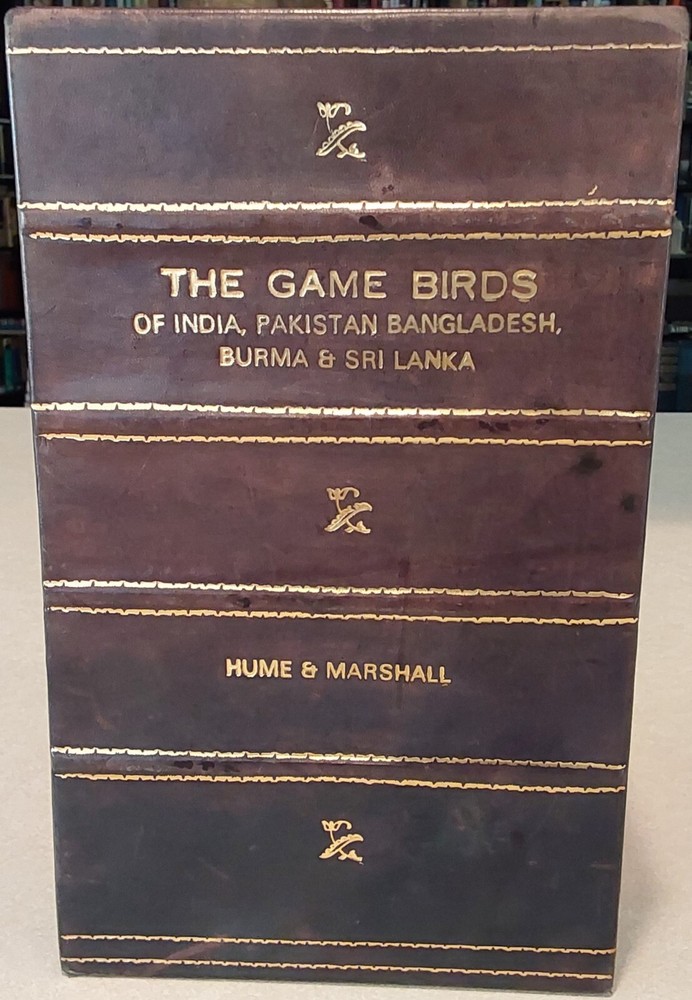 THE GAME BIRDS
OF INDIA, PAKISTAN BANGLADESH,
BURMA & SRI LANKA
HUME & MARSHALL